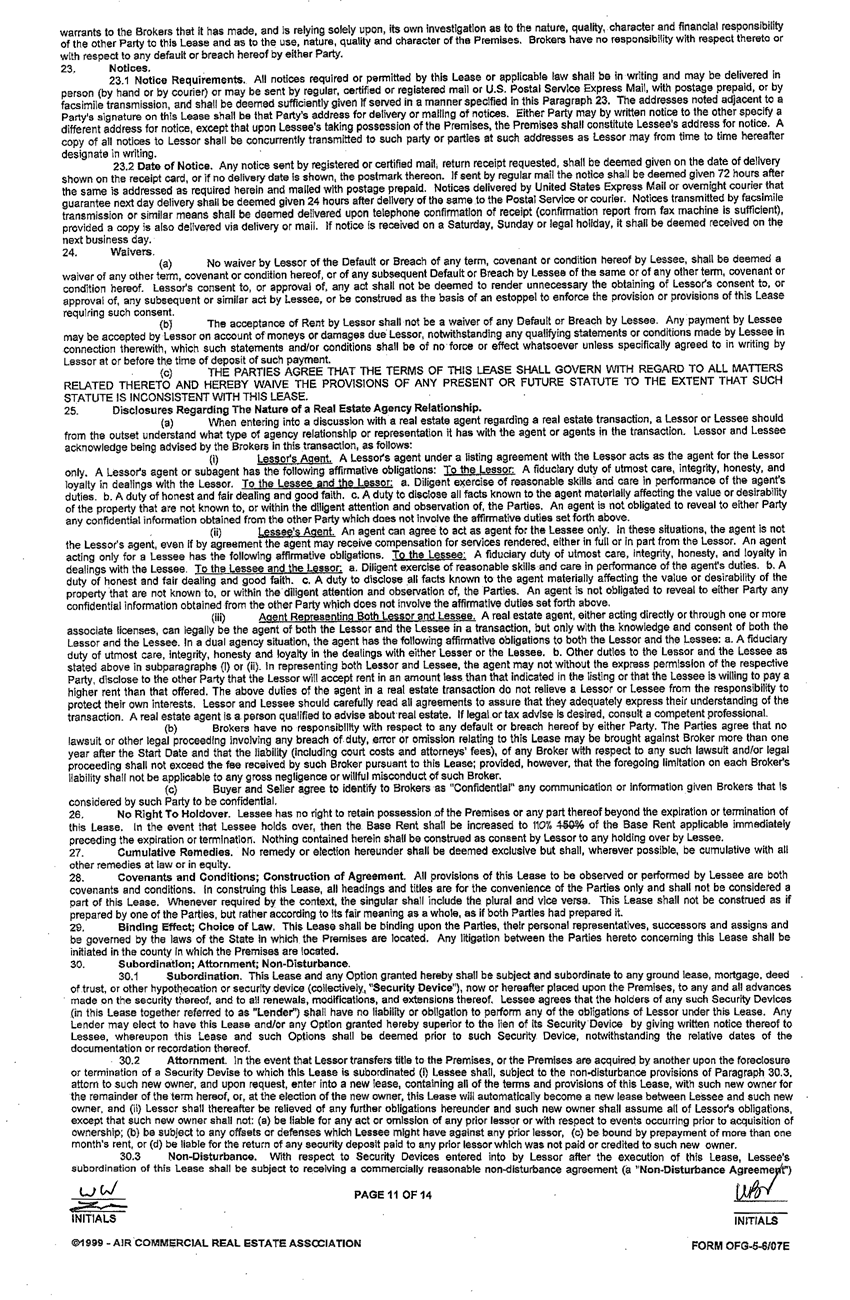 warrants to the Brokers that it has made, and is relying solely upon, its own investigation as to the nature, quality, character and financial responsibility
of the other Party to this Lease and as to the use, nature, quality and character of the Premises. Brokers have no responsibility with respect thereto or
with respect to any default or breach hereof by either Party.
23. Notices.
23.1 Notice Requirements. All notices required or permitted by this Lease or applicable law shall be in writing and may be delivered in
person (by hand or by courier) or may be sent by regular, certified or registered mail or U.S. Postal Service Express Mail, with postage prepaid, or by
facsimile transmission, and shall be deemed sufficiently given if served in a manner specified in this Paragraph 23. The addresses noted adjacent to a
Party's signature on this Lease shall be that Party's address for delivery or mailing of notices. Either Party may by written notice to the other specify a
different address for notice, except that upon Lessee's taking possession of the Premises, the Premises shall constitute Lessee's address for notice. A
copy of all notices to Lessor shall be concurrently transmitted to such party or parties at such addresses as Lessor may from time to time hereafter
designate in writing.
23.2 Date of Notice. Any notice sent by registered or certified mail, return receipt requested, shall be deemed given on the date of delivery
shown on the receipt card, or if no delivery date is shown, the postmark thereon. If sent by regular mail the notice shall be deemed given 72 hours after
the same is addressed as required herein and mailed with postage prepaid. Notices delivered by United States Express Mail or overnight courier that
guarantee next day delivery shall be deemed given 24 hours after delivery of the same to the Postal Service or courier. Notices transmitted by facsimile
transmission or similar means shall be deemed delivered upon telephone confirmation of receipt (confirmation report from fax machine is sufficient),
provided a copy is also delivered via delivery or mail. If notice is received on a Saturday, Sunday or legal holiday, it shall be deemed received on the
next business day.
24. Waivers.
(a) No waiver by Lessor of the Default or Breach of any term, covenant or condition hereof by Lessee, shall be deemed a
waiver of any other term, covenant or condition hereof, or of any subsequent Default or Breach by Lessee of the same or of any other term, covenant or
condition hereof. Lessor's consent to, or approval of, any act shall not be deemed to render unnecessary the obtaining of Lessor's consent to, or
approval of, any subsequent or similar act by Lessee, or be construed as the basis of an estoppel to enforce the provision or provisions of this Lease
requiring such consent.
(b) The acceptance of Rent by Lessor shall not be a waiver of any Default or Breach by Lessee. Any payment by Lessee
may be accepted by Lessor on account of moneys or damages due Lessor, notwithstanding any qualifying statements or conditions made by Lessee in
connection therewith, which such statements and/or conditions shall be of no force or effect whatsoever unless specifically agreed to in writing by
Lessor at or before the time of deposit of such payment.
(c) THE PARTIES AGREE THAT THE TERMS OF THIS LEASE SHALL GOVERN WITH REGARD TO ALL MATTERS
RELATED THERETO AND HEREBY WAIVE THE PROVISIONS OF ANY PRESENT OR FUTURE STATUTE TO THE EXTENT THAT SUCH
STATUTE IS INCONSISTENT WITH THIS LEASE.
25. Disclosures Regarding The Nature of a Real Estate Agency Relationship.
(a) When entering into a discussion with a real estate agent regarding a real estate transaction, a Lessor or Lessee should
from the outset understand what type of agency relationship or representation it has with the agent or agents in the transaction. Lessor and Lessee
acknowledge being advised by the Brokers in this transaction, as follows:
(i) Lessor's Agent. A Lessor's agent under a listing agreement with the Lessor acts as the agent for the Lessor
only. A Lessor's agent or subagent has the following affirmative obligations: To the Lessor: A fiduciary duty of utmost care, integrity, honesty, and
loyalty in dealings with the Lessor. To the Lessee and the Lessor: a. Diligent exercise of reasonable skills and care in performance of the agent's
duties. b. A duty of honest and fair dealing and good faith. c. A duty to disclose all facts known to the agent materially affecting the value or desirability
of the property that are not known to, or within the diligent attention and observation of, the Parties. An agent is not obligated to reveal to either Party
any confidential information obtained from the other Party which does not involve the affirmative duties set forth above.
(ii) Lessee's Agent. An agent can agree to act as agent for the Lessee only. In these situations, the agent is not
the Lessor's agent, even if by agreement the agent may receive compensation for services rendered, either in full or in part from the Lessor. An agent
acting only for a Lessee has the following affirmative obligations. To the Lessee: A fiduciary duty of utmost care, integrity, honesty, and loyalty in
dealings with the Lessee. To the Lessee and the Lessor: a. Diligent exercise of reasonable skills and care in performance of the agent's duties. b. A
duty of honest and fair dealing and good faith. c. A duty to disclose all facts known to the agent materially affecting the value or desirability of the
property that are not known to, or within the diligent attention and observation of, the Parties. An agent is not obligated to reveal to either Party any
confidential information obtained from the other Party which does not involve the affirmative duties set forth above.
(iii) Agent Representing Both Lessor and Lessee. A real estate agent, either acting directly or through one or more
associate licenses, can legally be the agent of both the Lessor and the Lessee in a transaction, but only with the knowledge and consent of both the
Lessor and the Lessee. In a dual agency situation, the agent has the following affirmative obligations to both the Lessor and the Lessee: a. A fiduciary
duty of utmost care, integrity, honesty and loyalty in the dealings with either Lesser or the Lessee. b. Other duties to the Lessor and the Lessee as
stated above in subparagraphs (i) or (ii). In representing both Lessor and Lessee, the agent may not without the express permission of the respective
Party, disclose to the other Party that the Lessor will accept rent in an amount less than that indicated in the listing or that the Lessee is willing to pay a
higher rent than that offered. The above duties of the agent in a real estate transaction do not relieve a Lessor or Lessee from the responsibility to
protect their own interests. Lessor and Lessee should carefully read all agreements to assure that they adequately express their understanding of the
transaction. A real estate agent is a person qualified to advise about real estate. If legal or tax advise is desired, consult a competent professional.
(b) Brokers have no responsibility with respect to any default or breach hereof by either Party. The Parties agree that no
lawsuit or other legal proceeding involving any breach of duty, error or omission relating to this Lease may be brought against Broker more than one
year after the Start Date and that the liability (including court costs and attorneys' fees), of any Broker with respect to any such lawsuit and/or legal
proceeding shall not exceed the fee received by such Broker pursuant to this Lease; provided, however, that the foregoing limitation on each Broker's
liability shall not be applicable to any gross negligence or willful misconduct of such Broker.
(c) Buyer and Seller agree to identify to Brokers as "Confidential" any communication or information given Brokers that is
considered by such Party to be confidential.
26. No Right To Holdover. Lessee has no right to retain possession of the Premises or any part thereof beyond the expiration or termination of
this Lease. In the event that Lessee holds over, then the Base Rent shall be increased to 110% 150% of the Base Rent applicable immediately
preceding the expiration or termination. Nothing contained herein shall be construed as consent by Lessor to any holding over by Lessee.
27. Cumulative Remedies. No remedy or election hereunder shall be deemed exclusive but shall, wherever possible, be cumulative with all
other remedies at law or in equity.
28. Covenants and Conditions; Construction of Agreement. All provisions of this Lease to be observed or performed by Lessee are both
covenants and conditions. In construing this Lease, all headings and titles are for the convenience of the Parties only and shall not be considered a
part of this Lease. Whenever required by the context, the singular shall include the plural and vice versa. This Lease shall not be construed as if
prepared by one of the Parties, but rather according to its fair meaning as a whole, as if both Parties had prepared it.
29. Binding Effect; Choice of Law. This Lease shall be binding upon the Parties, their personal representatives, successors and assigns and
be governed by the laws of the State in which the Premises are located. Any litigation between the Parties hereto concerning this Lease shall be
initiated in the county in which the Premises are located.
30. Subordination; Attornment; Non-Disturbance.
30.1 Subordination. This Lease and any Option granted hereby shall be subject and subordinate to any ground lease, mortgage, deed
of trust, or other hypothecation or security device (collectively, "Security Device"), now or hereafter placed upon the Premises, to any and all advances
made on the security thereof, and to all renewals, modifications, and extensions thereof. Lessee agrees that the holders of any such Security Devices
(in this Lease together referred to as "Lender") shall have no liability or obligation to perform any of the obligations of Lessor under this Lease. Any
Lender may elect to have this Lease and/or any Option granted hereby superior to the lien of its Security Device by giving written notice thereof to
Lessee, whereupon this Lease and such Options shall be deemed prior to such Security Device, notwithstanding the relative dates of the
documentation or recordation thereof.
30.2 Attornment. In the event that Lessor transfers title to the Premises, or the Premises are acquired by another upon the foreclosure
or termination of a Security Devise to which this Lease is subordinated (i) Lessee shall, subject to the non-disturbance provisions of Paragraph 30.3,
attorn to such new owner, and upon request, enter into a new lease, containing all of the terms and provisions of this Lease, with such new owner for
the remainder of the term hereof, or, at the election of the new owner, this Lease will automatically become a new lease between Lessee and such new
owner, and (ii) Lessor shall thereafter be relieved of any further obligations hereunder and such new owner shall assume all of Lessor's obligations,
except that such new owner shall not: (a) be liable for any act or omission of any prior lessor or with respect to events occurring prior to acquisition of
ownership; (b) be subject to any offsets or defenses which Lessee might have against any prior lessor, (c) be bound by prepayment of more than one
month's rent, or (d) be liable for the return of any security deposit paid to any prior lessor which was not paid or credited to such new owner.
30.3 Non-Disturbance. With respect to Security Devices entered into by Lessor after the execution of this Lease, Lessee's
subordination of this Lease shall be subject to receiving a commercially reasonable non-disturbance agreement (a "Non-Disturbance Agreement")
PAGE 11 OF 14
INITIALS
INITIALS
©1999 - AIR COMMERCIAL REAL ESTATE ASSOCIATION
FORM OFG-5-6/07E